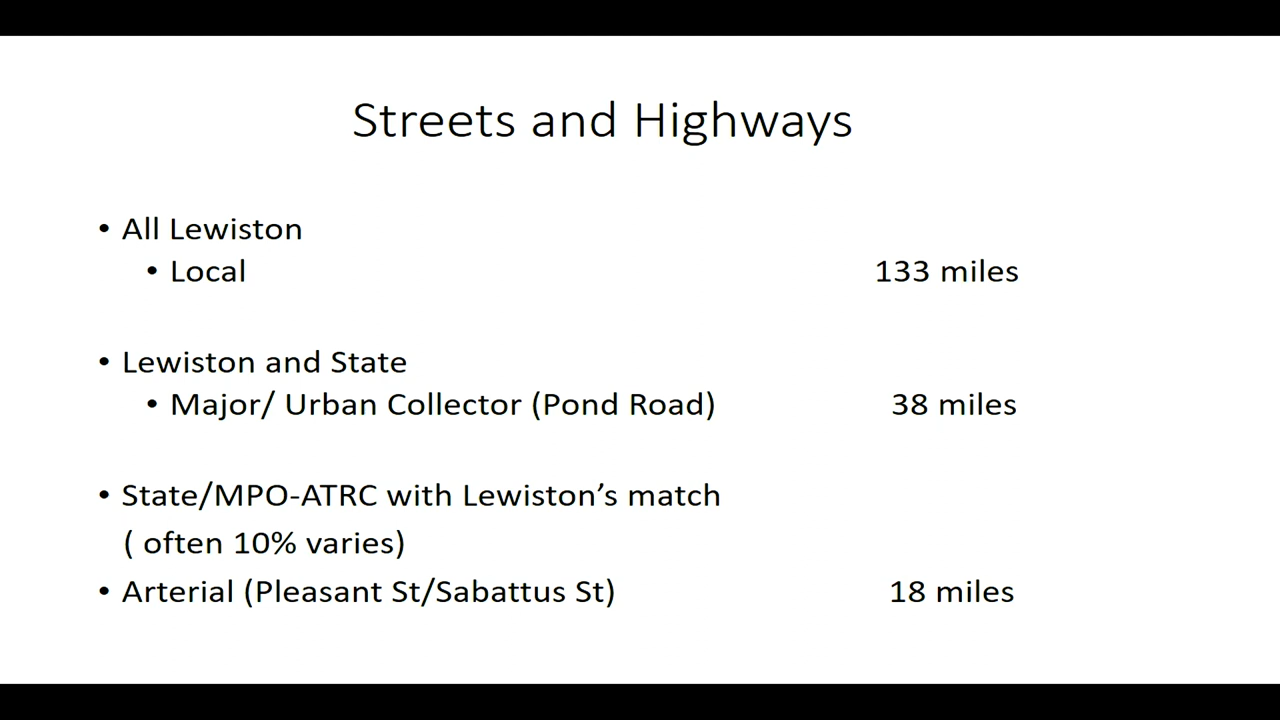 Streets and Highways
• All Lewiston
• Local 133 miles
• Lewiston and State
• Major/ Urban Collector (Pond Road) 38 miles
• State/MPO-ATRC with Lewiston’s match
( often 10% varies)
• Arterial (Pleasant St/Sabattus St) 18 miles